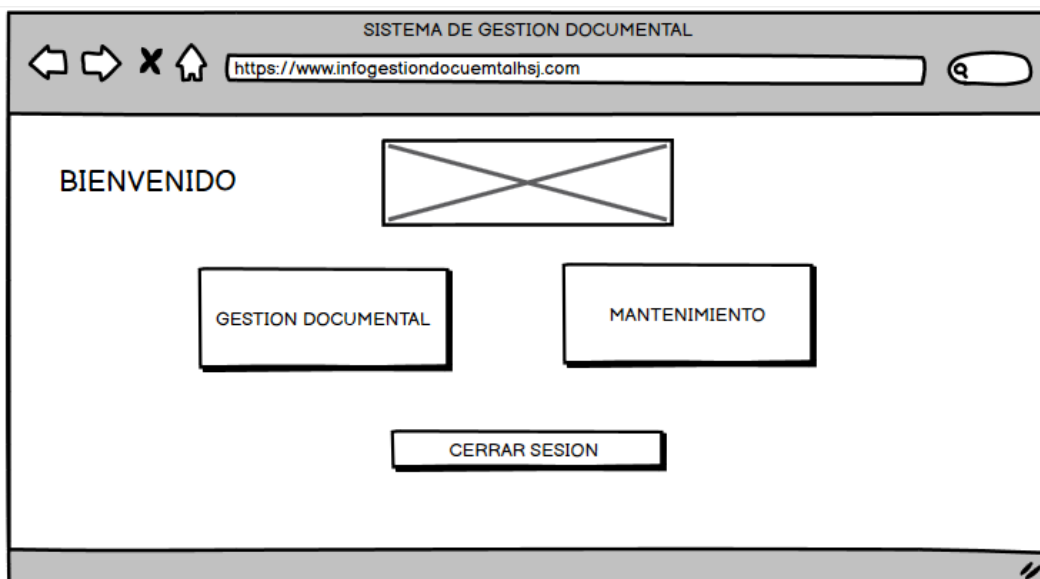 SISTEMA DE GESTION DOCUMENTAL
https://www.infogestiondocuemtalhsj.com
BIENVENIDO
GESTION DOCUMENTAL
MANTENIMIENTO
CERRAR SESION